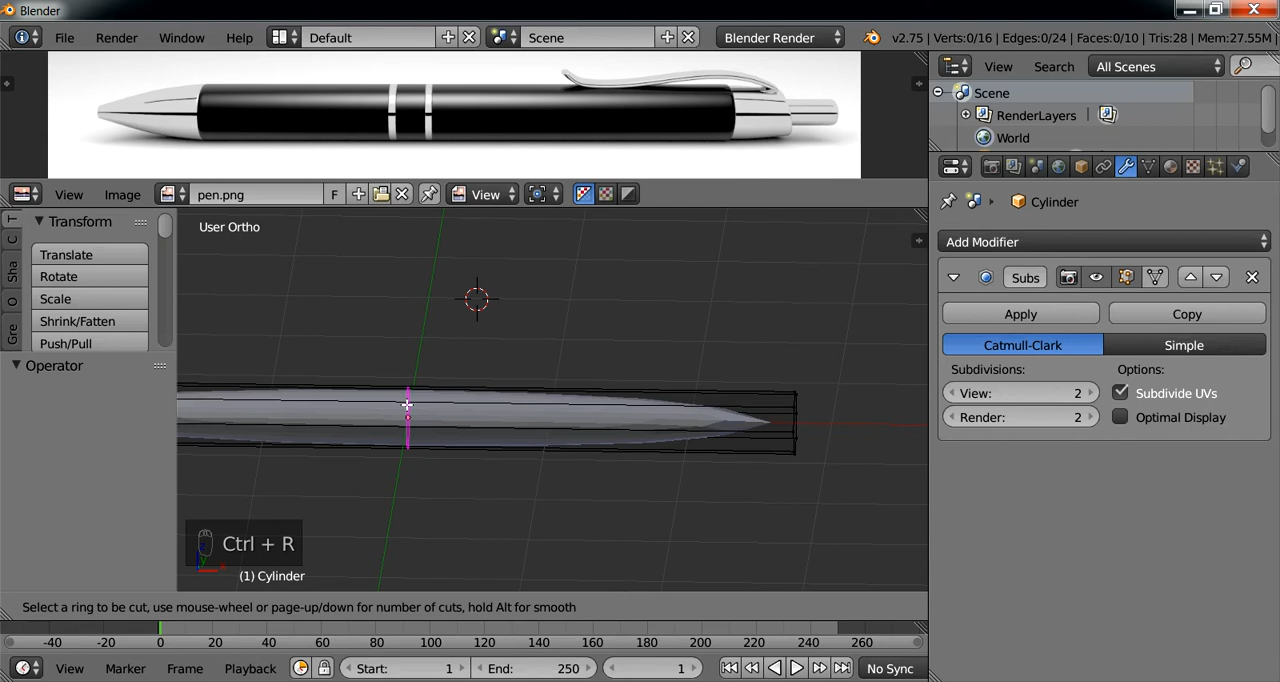 Blender
File Render Window Help Default Scene Blender Render v2.75 | Verts:0/16 | Edges:0/24 | Faces:0/10 | Tris:28 | Mem:27.55M
View Search All Scenes
Scene
RenderLayers
World
View Image pen.png F View
Transform
Translate
Rotate
Scale
Shrink/Fatten
Push/Pull
Operator
T
C
Sha
O
Gre
User Ortho
Ctrl + R
(1) Cylinder
Cylinder
Add Modifier
Subs
Apply Copy
Catmull-Clark Simple
Subdivisions: Options:
View: 2 Subdivide UVs
Render: 2 Optimal Display
Select a ring to be cut, use mouse-wheel or page-up/down for number of cuts, hold Alt for smooth
-40 -20 0 20 40 60 80 100 120 140 160 180 200 220 240 260
View Marker Frame Playback Start: 1 End: 250 1 No Sync